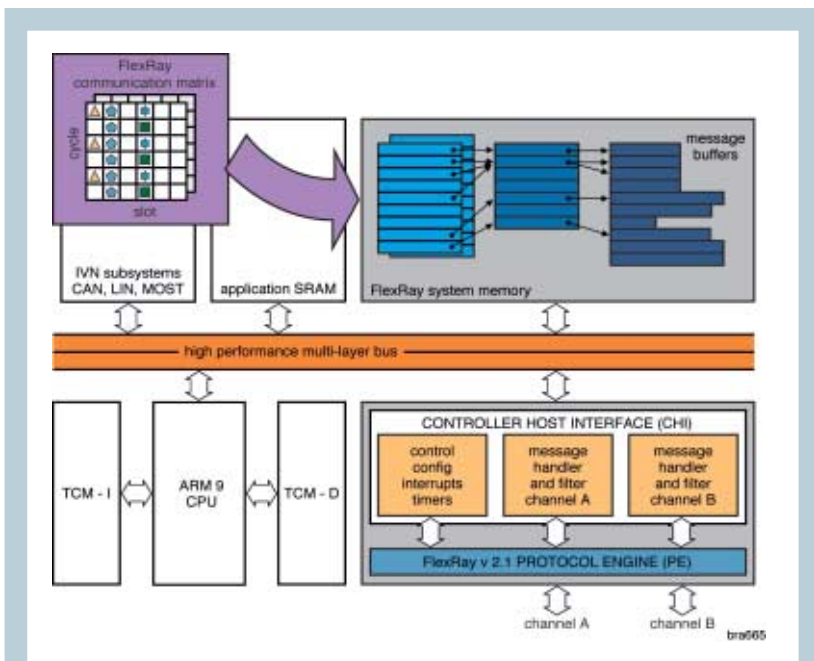 FlexRay
communication matrix
cycle
slot
message
buffers
IVN subsystems
CAN, LIN, MOST
application SRAM
FlexRay system memory
high performance multi-layer bus
TCM - I
ARM 9
CPU
TCM - D
CONTROLLER HOST INTERFACE (CHI)
control
config
interrupts
timers
message
handler
and filter
channel A
message
handler
and filter
channel B
FlexRay v 2.1 PROTOCOL ENGINE (PE)
channel A
channel B
bra665